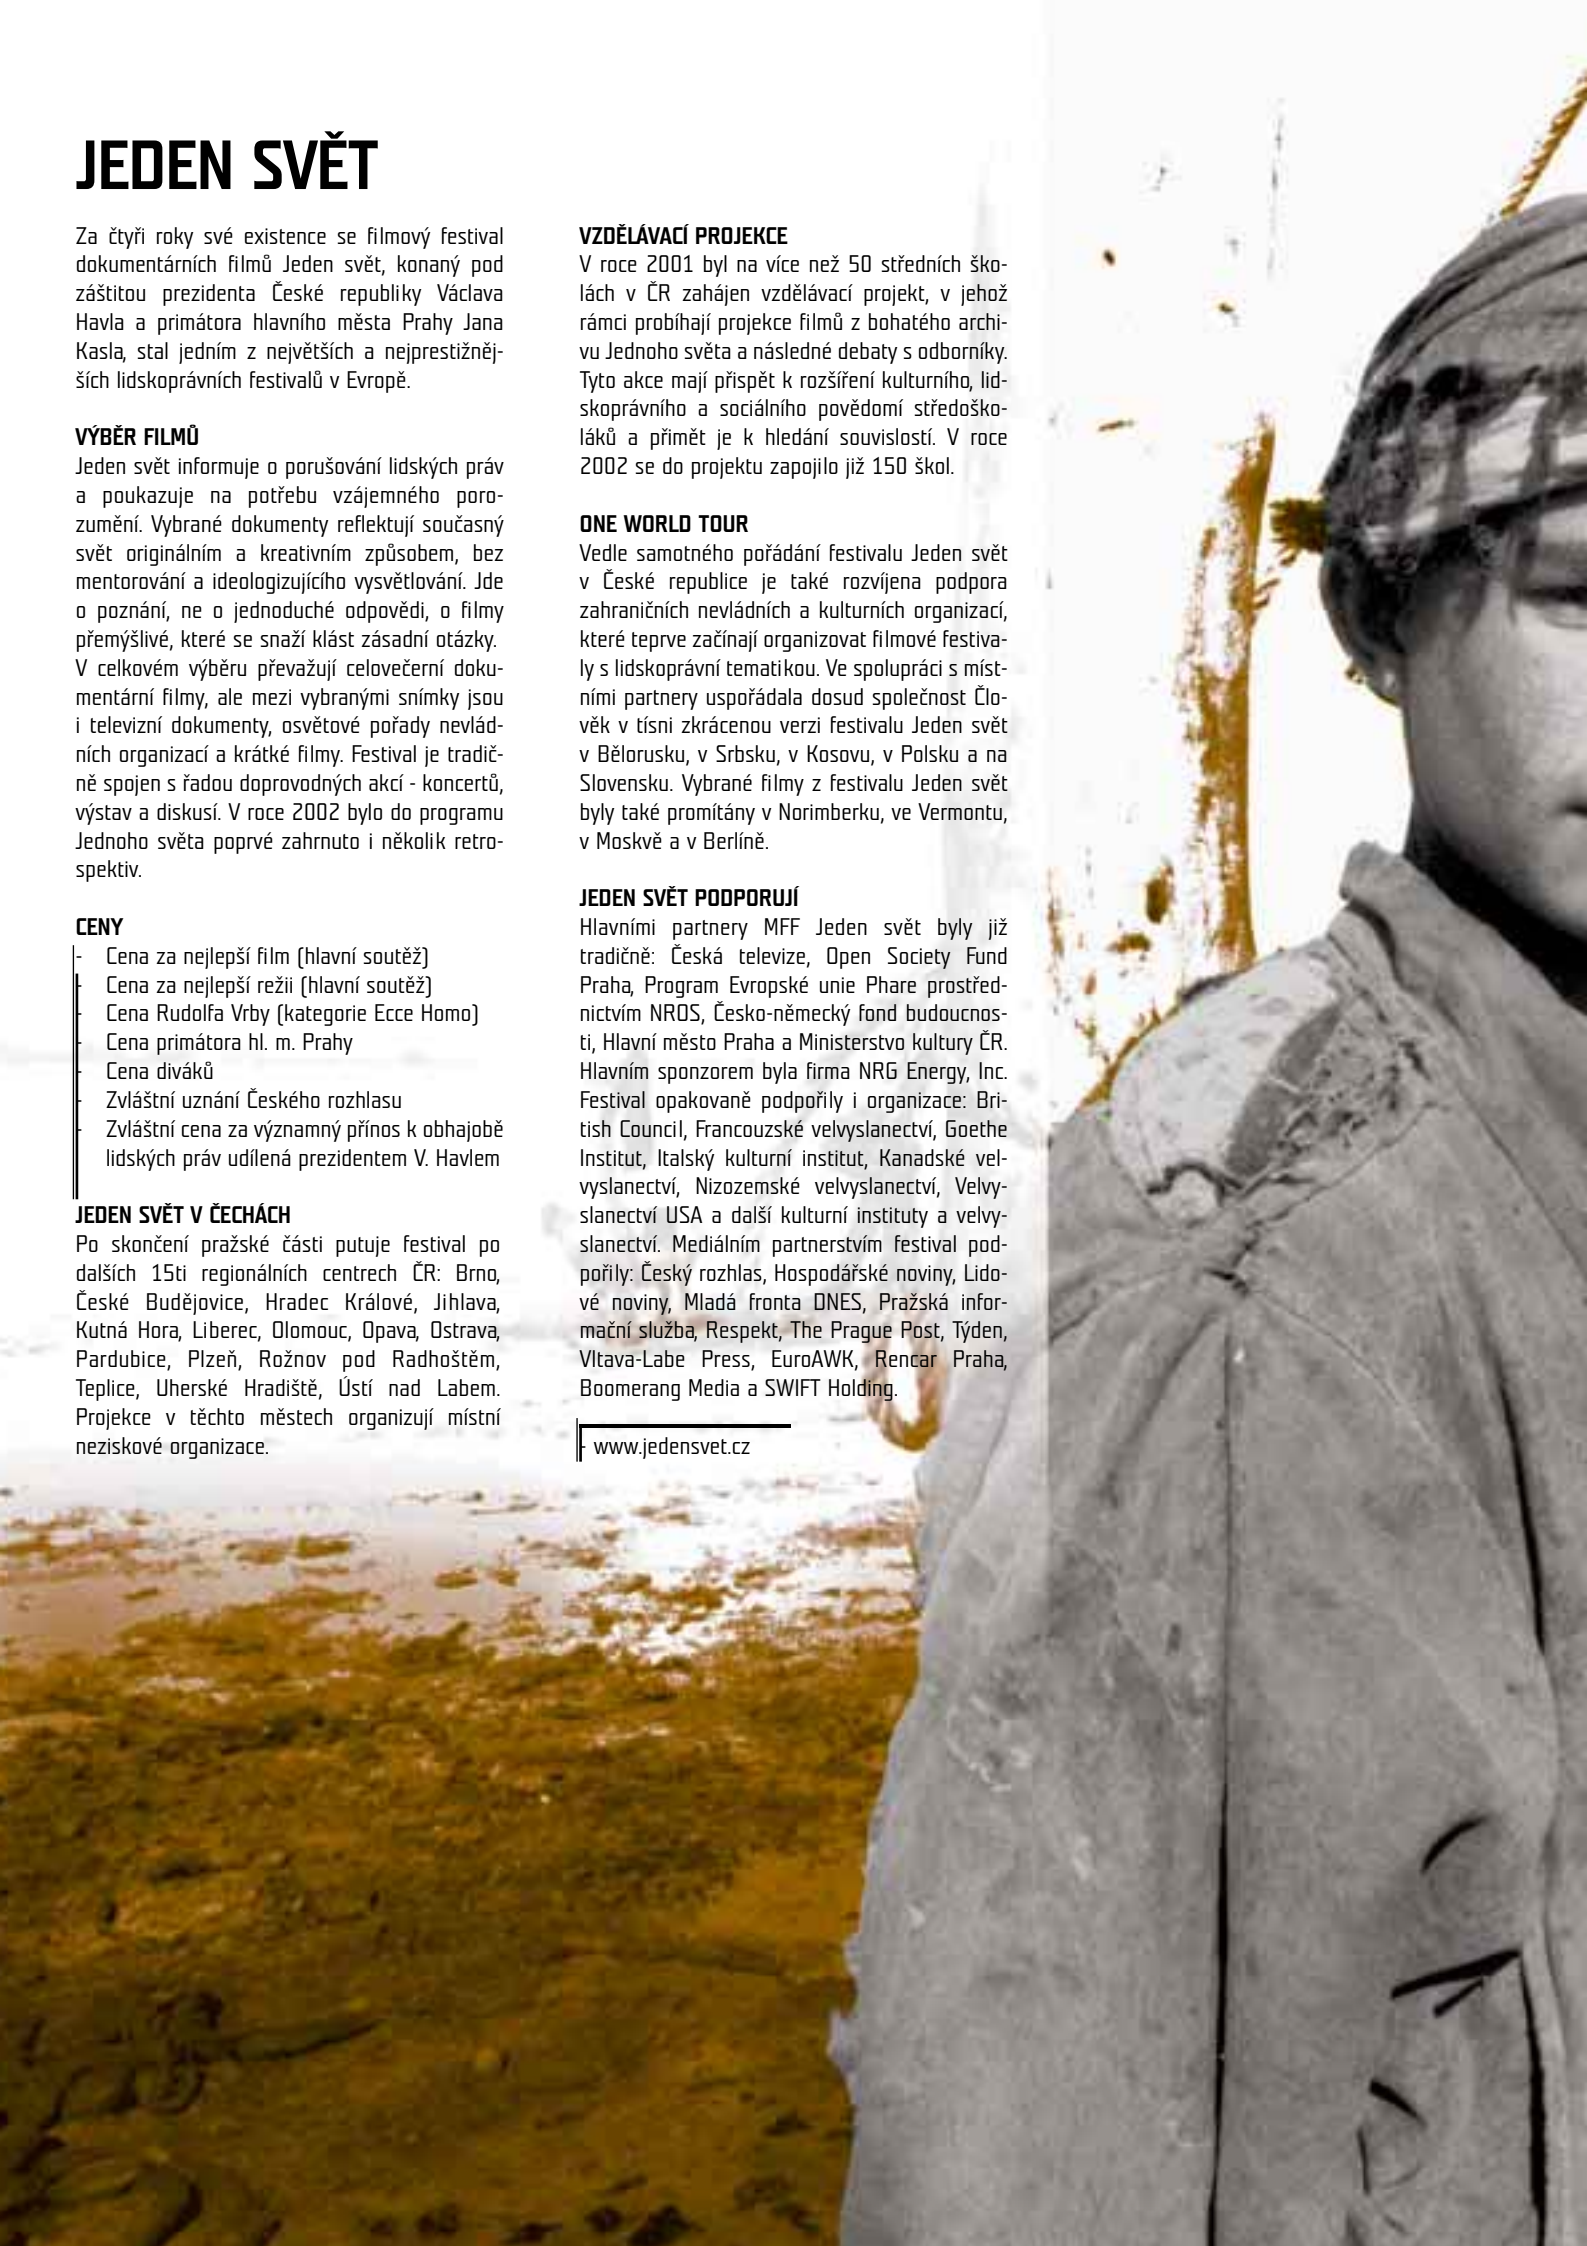 JEDEN SVĚT
Za čtyři roky své existence se filmový festival
dokumentárních filmů Jeden svět, konaný pod
záštitou prezidenta České republiky Václava
Havla a primátora hlavního města Prahy Jana
Kasla, stal jedním z největších a nejprestižněj-
ších lidskoprávních festivalů v Evropě.
VÝBĚR FILMŮ
Jeden svět informuje o porušování lidských práv
a poukazuje na potřebu vzájemného poro-
zumění. Vybrané dokumenty reflektují současný
svět originálním a kreativním způsobem, bez
mentorování a ideologizujícího vysvětlování. Jde
o poznání, ne o jednoduché odpovědi, o filmy
přemýšlivé, které se snaží klást zásadní otázky.
V celkovém výběru převažují celovečerní doku-
mentární filmy, ale mezi vybranými snímky jsou
i televizní dokumenty, osvětové pořady nevlád-
ních organizací a krátké filmy. Festival je tradič-
ně spojen s řadou doprovodných akcí - koncertů,
výstav a diskusí. V roce 2002 bylo do programu
Jednoho světa poprvé zahrnuto i několik retro-
spektiv.
CENY
- Cena za nejlepší film (hlavní soutěž)
- Cena za nejlepší režii (hlavní soutěž)
- Cena Rudolfa Vrby (kategorie Ecce Homo)
- Cena primátora hl. m. Prahy
- Cena diváků
- Zvláštní uznání Českého rozhlasu
- Zvláštní cena za významný přínos k obhajobě
lidských práv udílená prezidentem V. Havlem
JEDEN SVĚT V ČECHÁCH
Po skončení pražské části putuje festival po
dalších 15ti regionálních centrech ČR: Brno,
České Budějovice, Hradec Králové, Jihlava,
Kutná Hora, Liberec, Olomouc, Opava, Ostrava,
Pardubice, Plzeň, Rožnov pod Radhoštěm,
Teplice, Uherské Hradiště, Ústí nad Labem.
Projekce v těchto městech organizují místní
neziskové organizace.
VZDĚLÁVACÍ PROJEKCE
V roce 2001 byl na více než 50 středních ško-
lách v ČR zahájen vzdělávací projekt, v jehož
rámci probíhají projekce filmů z bohatého archi-
vu Jednoho světa a následné debaty s odborníky.
Tyto akce mají přispět k rozšíření kulturního, lid-
skoprávního a sociálního povědomí středoško-
láků a přimět je k hledání souvislostí. V roce
2002 se do projektu zapojilo již 150 škol.
ONE WORLD TOUR
Vedle samotného pořádání festivalu Jeden svět
v České republice je také rozvíjena podpora
zahraničních nevládních a kulturních organizací,
které teprve začínají organizovat filmové festiva-
ly s lidskoprávní tematikou. Ve spolupráci s míst-
ními partnery uspořádala dosud společnost Člo-
věk v tísni zkrácenou verzi festivalu Jeden svět
v Bělorusku, v Srbsku, v Kosovu, v Polsku a na
Slovensku. Vybrané filmy z festivalu Jeden svět
byly také promítány v Norimberku, ve Vermontu,
v Moskvě a v Berlíně.
JEDEN SVĚT PODPORUJÍ
Hlavními partnery MFF Jeden svět byly již
tradičně: Česká televize, Open Society Fund
Praha, Program Evropské unie Phare prostřed-
nictvím NROS, Česko-německý fond budoucnos-
ti, Hlavní město Praha a Ministerstvo kultury ČR.
Hlavním sponzorem byla firma NRG Energy, Inc.
Festival opakovaně podpořily i organizace: Bri-
tish Council, Francouzské velvyslanectví, Goethe
Institut, Italský kulturní institut, Kanadské vel-
vyslanectví, Nizozemské velvyslanectví, Velvy-
slanectví USA a další kulturní instituty a velvy-
slanectví. Mediálním partnerstvím festival pod-
pořily: Český rozhlas, Hospodářské noviny, Lido-
vé noviny, Mladá fronta DNES, Pražská infor-
mační služba, Respekt, The Prague Post, Týden,
Vltava-Labe Press, EuroAWK, Rencar Praha,
Boomerang Media a SWIFT Holding.
- www.jedensvet.cz